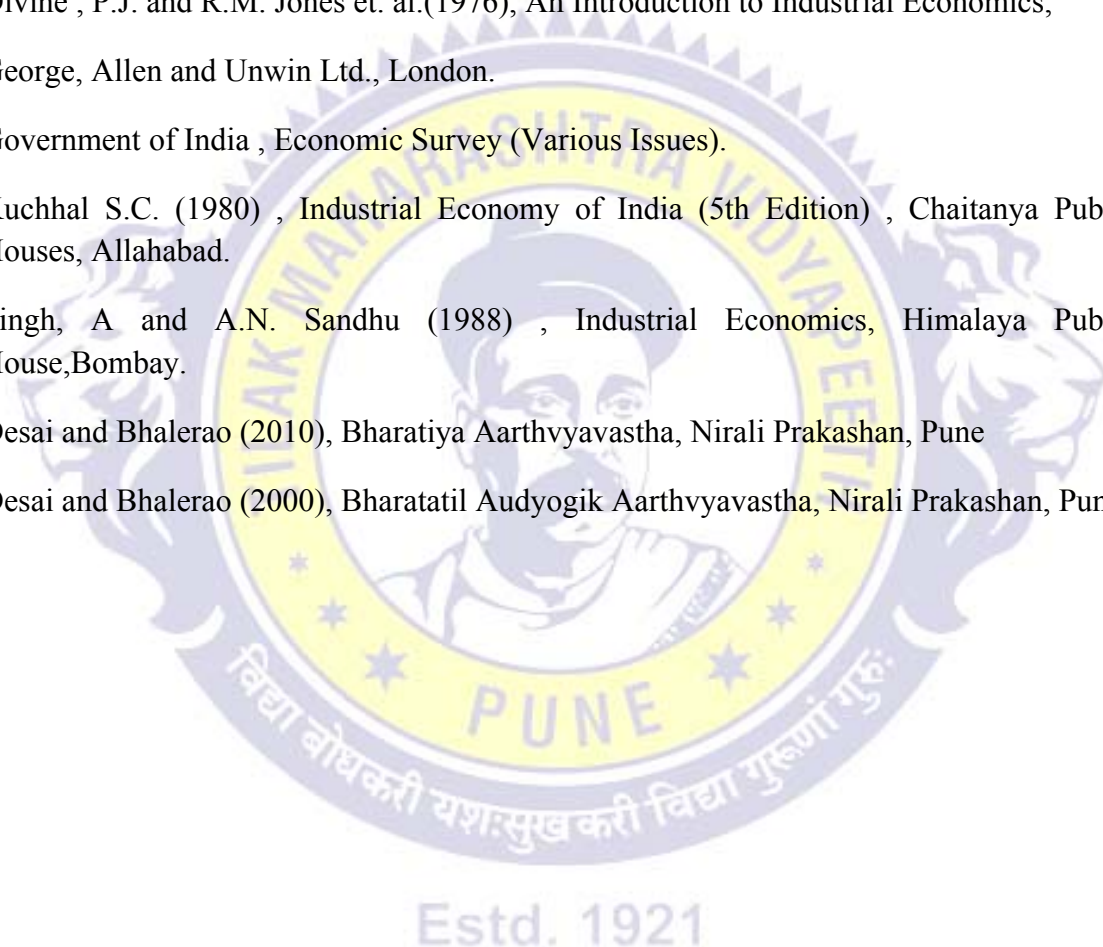 Divine , P.J. and R.M. Jones et. al.(1976), An Introduction to Industrial Economics,
George, Allen and Unwin Ltd., London.
Government of India , Economic Survey (Various Issues).
Kuchhal S.C. (1980) , Industrial Economy of India (5th Edition) , Chaitanya Pub
Houses, Allahabad.
Singh, A and A.N. Sandhu (1988) , Industrial Economics, Himalaya Pub
House,Bombay.
Desai and Bhalerao (2010), Bharatiya Aarthvyavastha, Nirali Prakashan, Pune
Desai and Bhalerao (2000), Bharatatil Audyogik Aarthvyavastha, Nirali Prakashan, Pun
TILAK MAHARASHTRA VIDYAPEETH
PUNE
विद्या बोधकरी यशःसुखकरी विद्या गुरूणां गुरुः
Estd. 1921